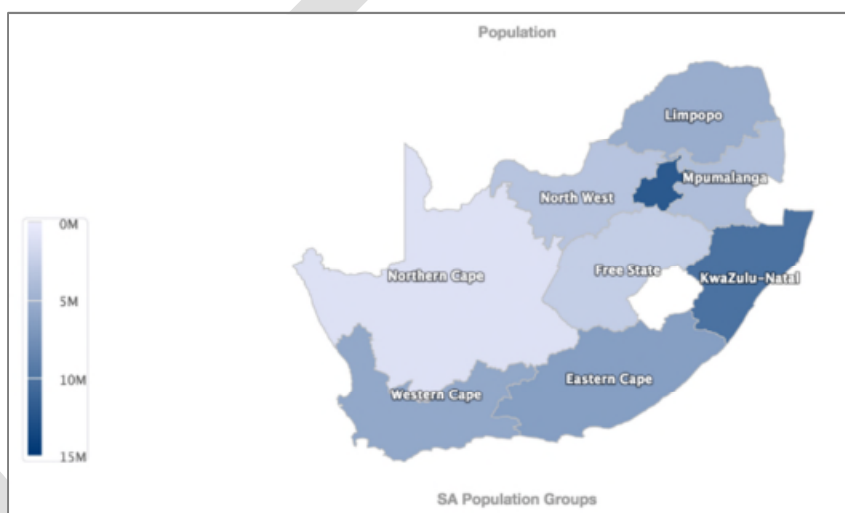 Population
Limpopo
Mpumalanga
North West
0M
Free State
Northern Cape
KwaZulu-Natal
5M
10M
Eastern Cape
Western Cape
15M
SA Population Groups